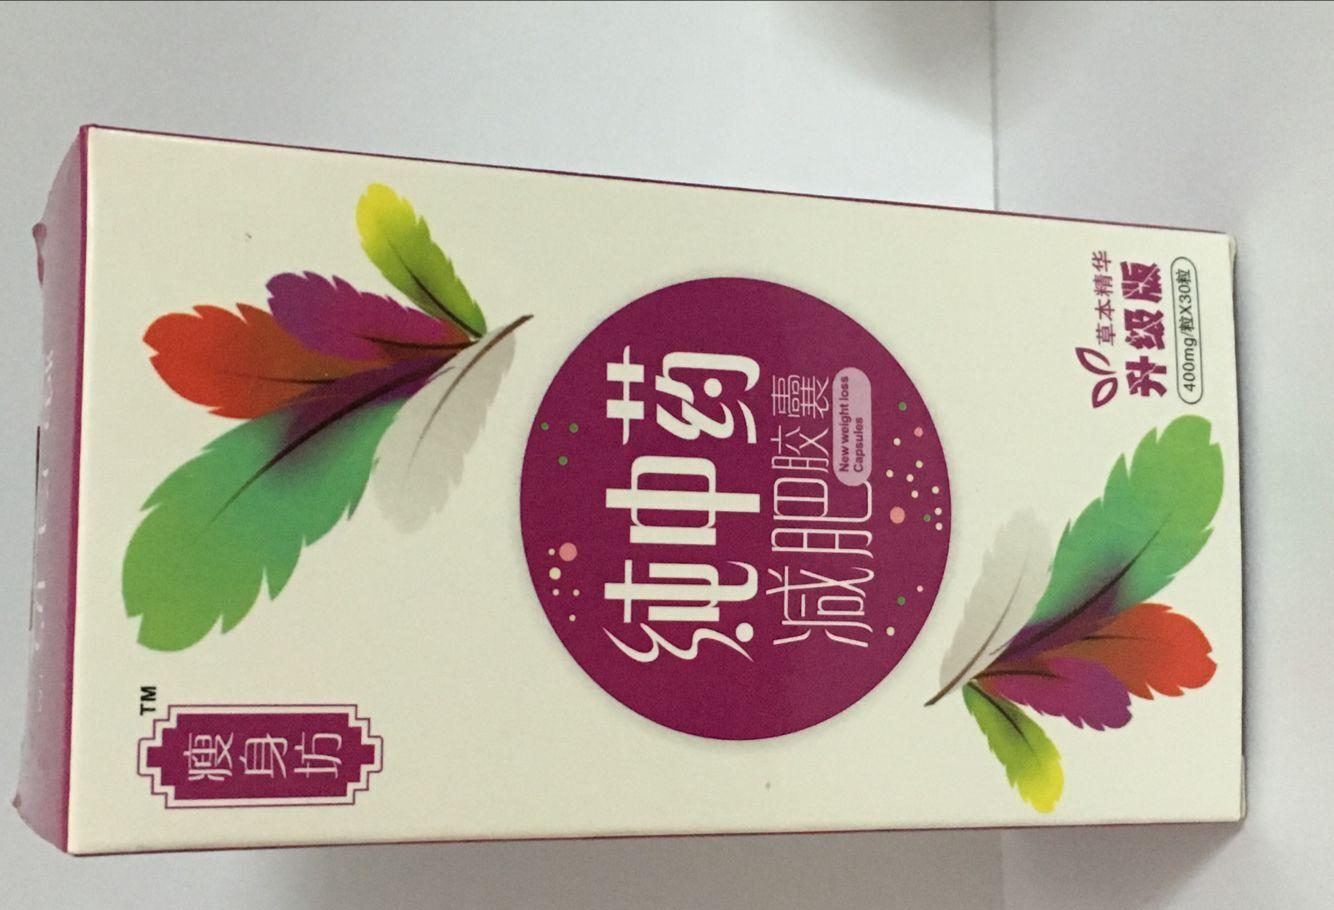 瘦身坊
TM
纯中药
减肥胶囊
New weight loss
Capsules
草本精华
升级版
400mg/粒X30粒